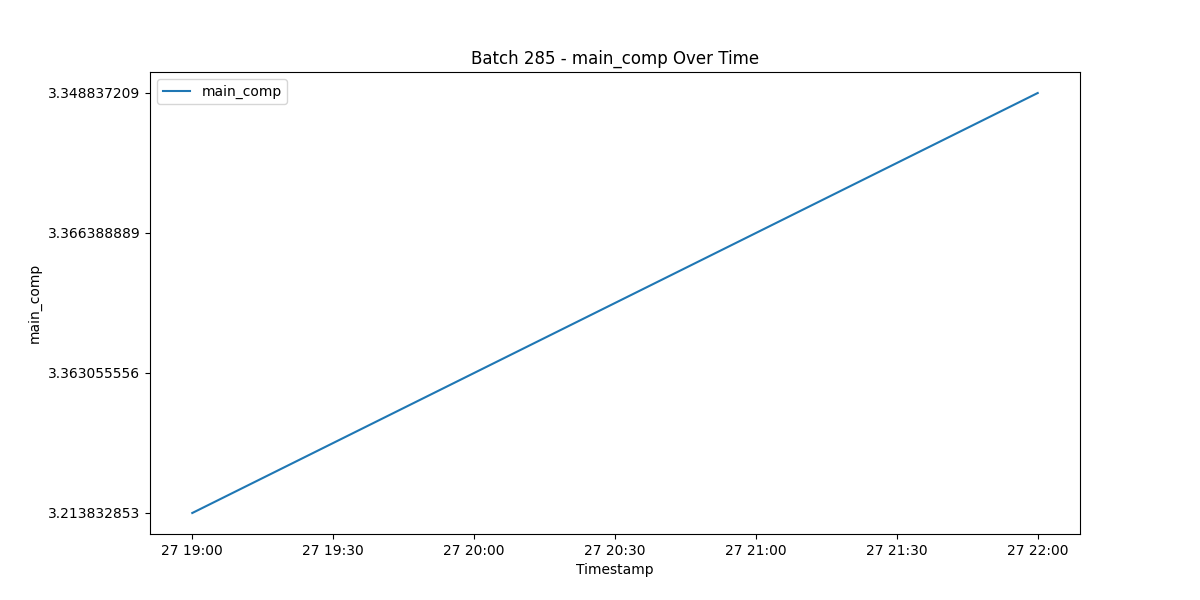 Batch 285 - main_comp Over Time
main_comp
3.348837209
3.366388889
3.363055556
3.213832853
main_comp
27 19:00
27 19:30
27 20:00
27 20:30
27 21:00
27 21:30
27 22:00
Timestamp